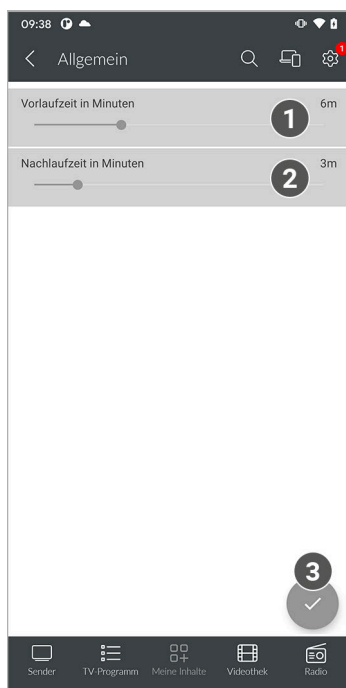 09:38
Allgemein
1
Vorlaufzeit in Minuten 6m
1
Nachlaufzeit in Minuten 3m
2
3
Sender TV-Programm Meine Inhalte Videothek Radio